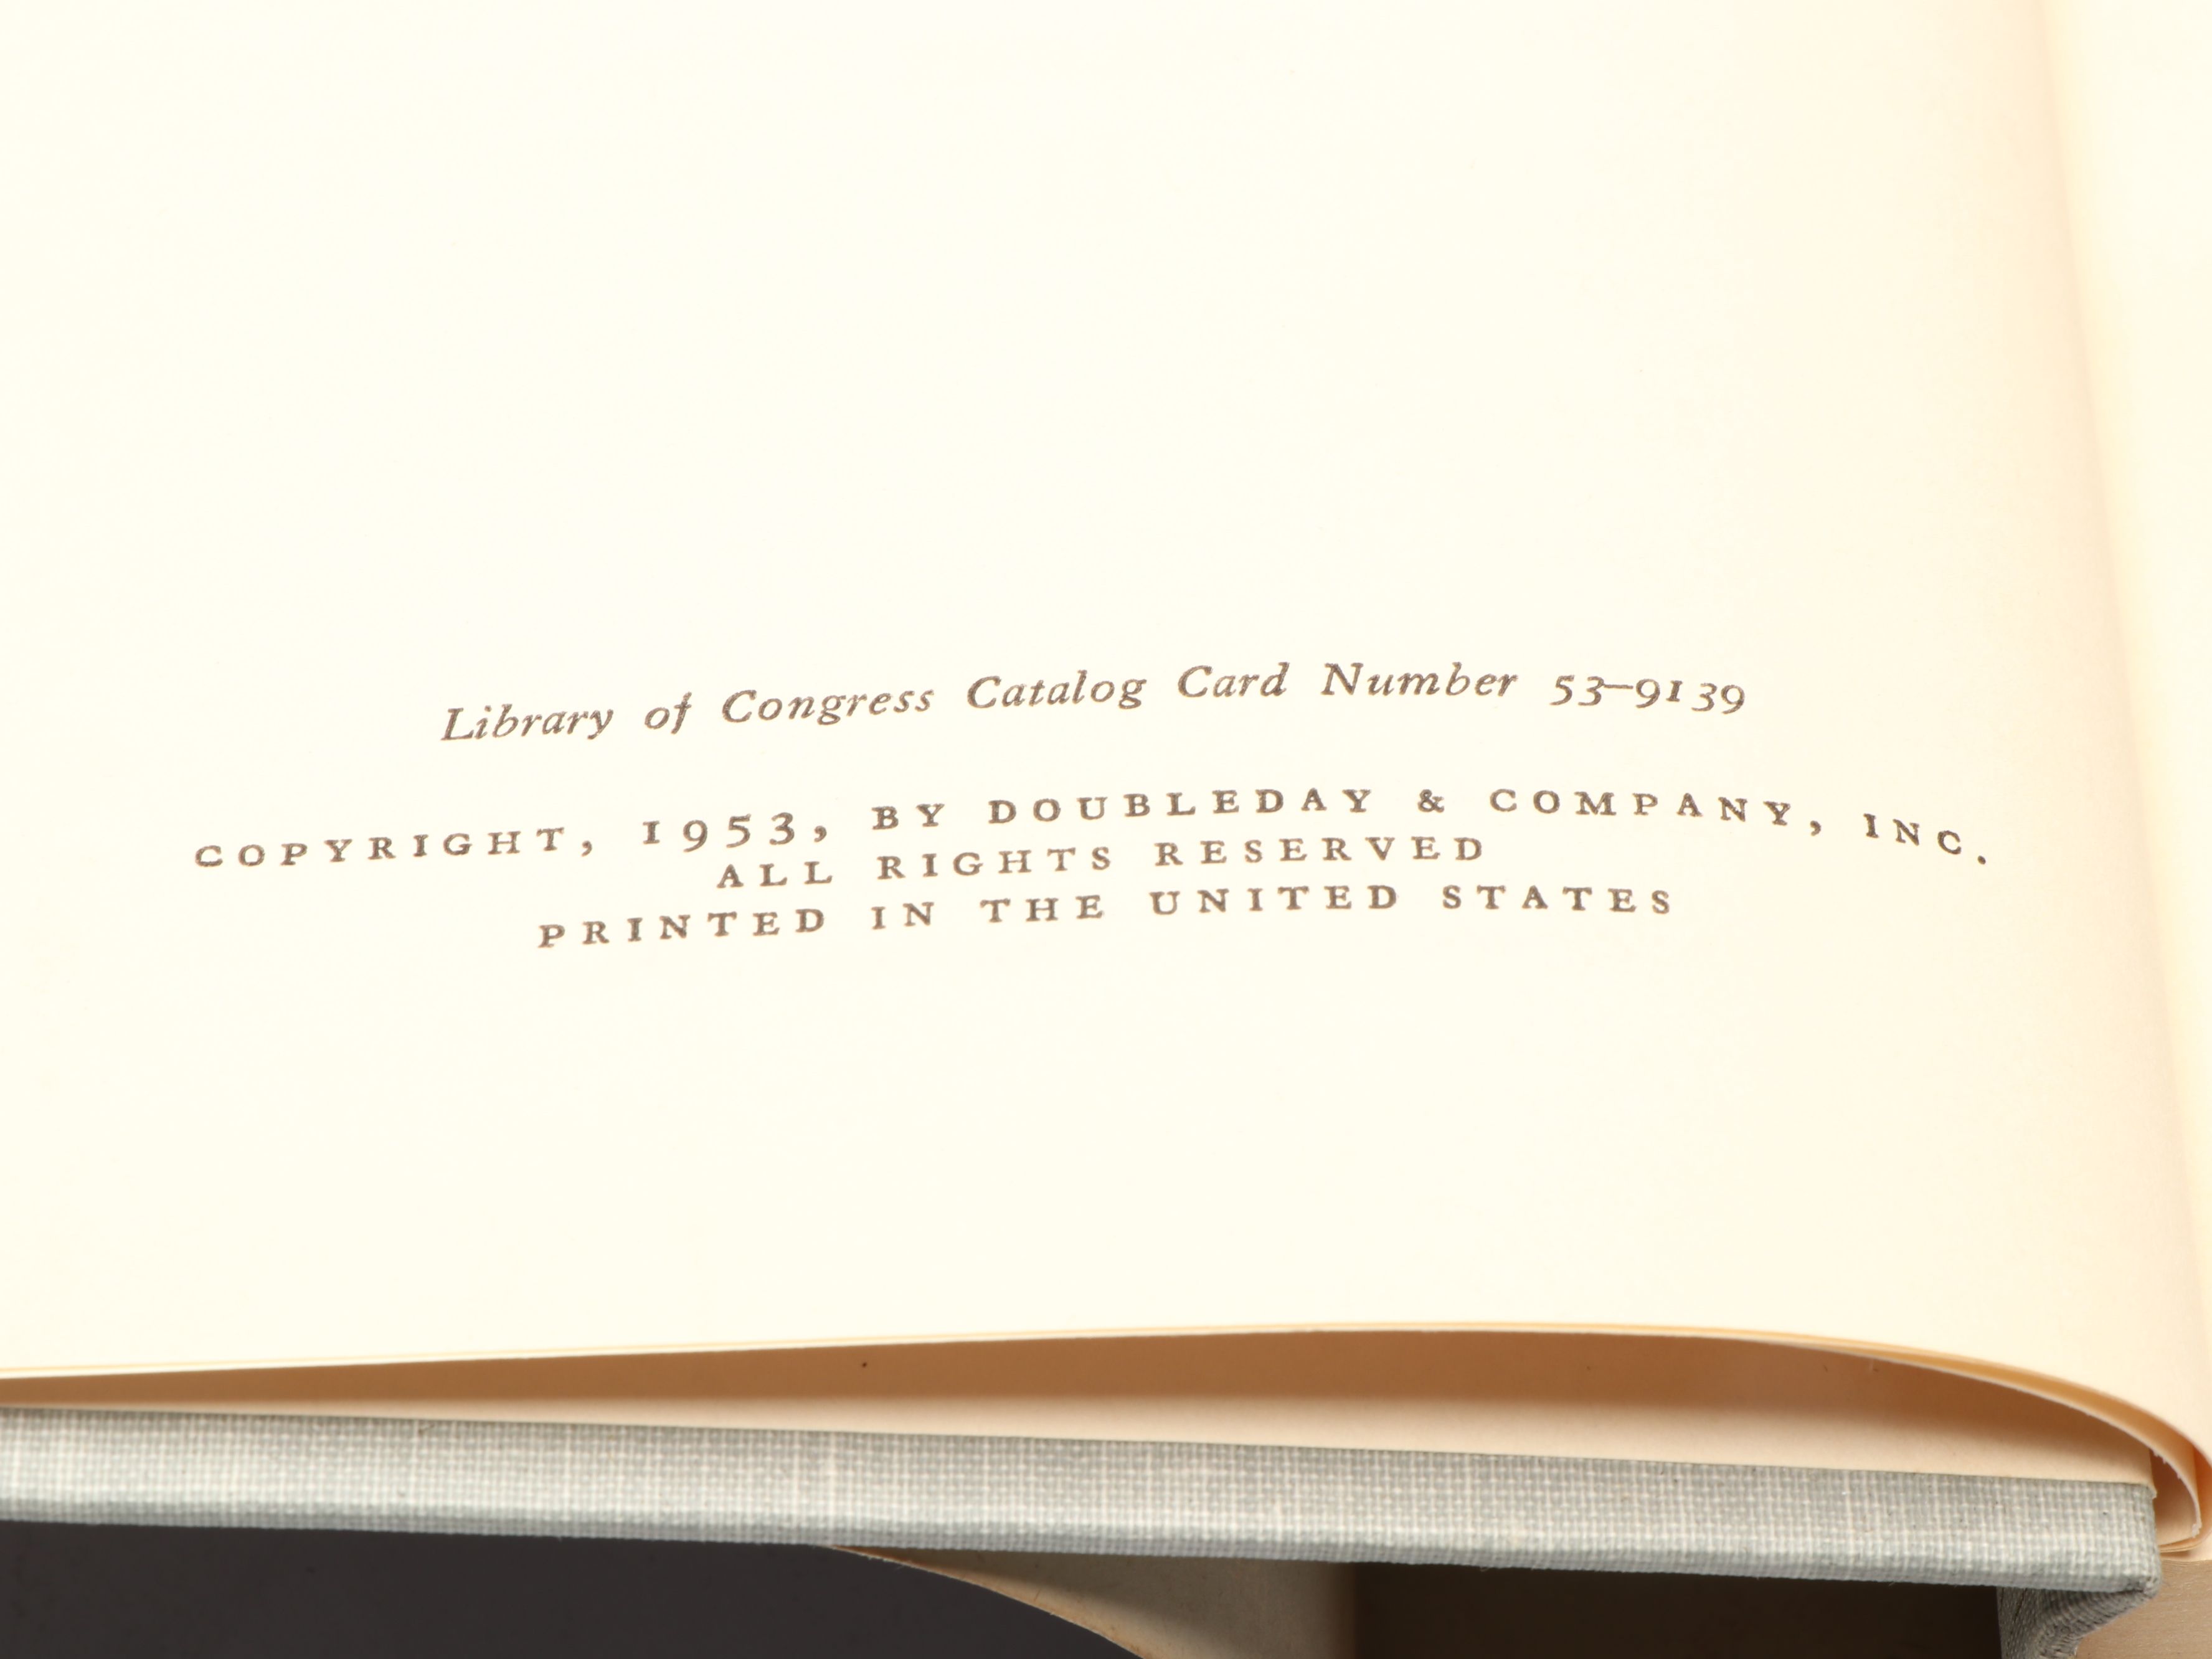 Library of Congress Catalog Card Number 53–9139
COPYRIGHT, 1953, BY DOUBLEDAY & COMPANY, INC.
ALL RIGHTS RESERVED
PRINTED IN THE UNITED STATES